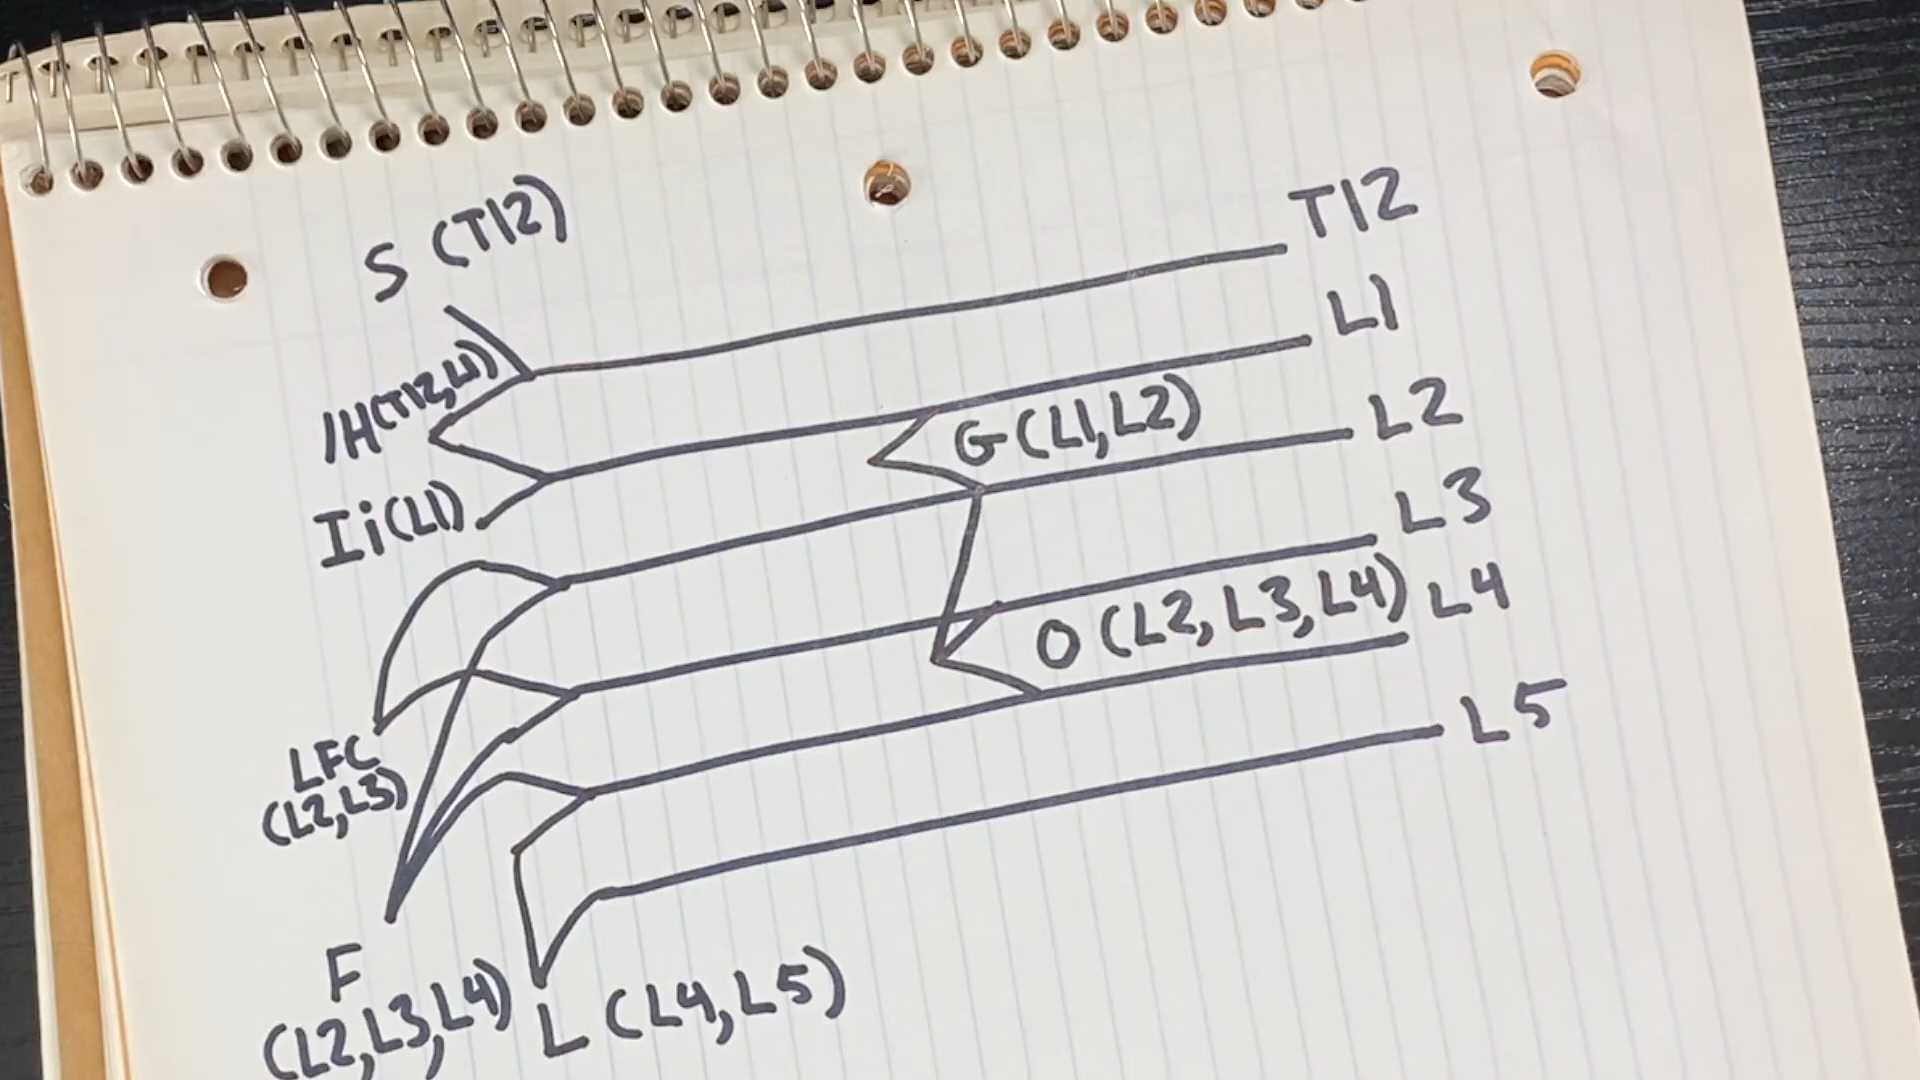 S (T12)
T12
L1
IH(T12,L1)
G(L1,L2)
L2
Ii(L1)
L3
O (L2, L3, L4)
L4
L5
LFC
(L2,L3)
F
(L2,L3,L4)
L (L4, L5)